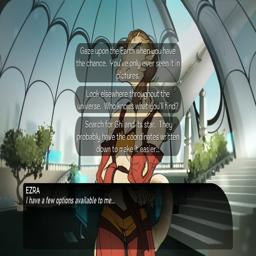 Gaze upon the Earth when you have
the chance. You've only ever seen it in
pictures.
Look elsewhere throughout the
universe. Who knows what you'll find?
Search for Ghi and its star. They
probably have the coordinates written
down to make it easier...
EZRA
I have a few options available to me...